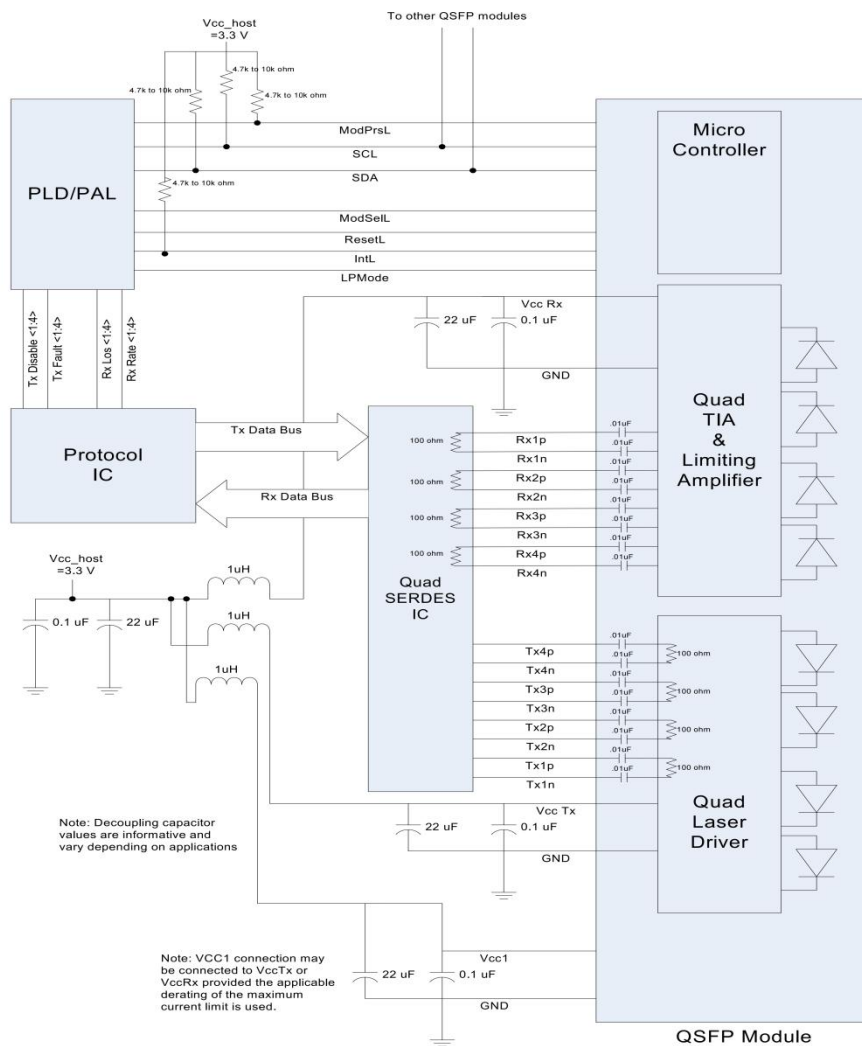 To other QSFP modules
Vcc_host
=3.3 V
4.7k to 10k ohm
4.7k to 10k ohm
4.7k to 10k ohm
4.7k to 10k ohm
PLD/PAL
ModPrsL
SCL
SDA
ModSelL
ResetL
IntL
LPMode
Micro
Controller
Tx Disable <1:4>
Tx Fault <1:4>
Rx Los <1:4>
Rx Rate <1:4>
Vcc Rx
22 uF
0.1 uF
GND
Protocol
IC
Tx Data Bus
Rx Data Bus
100 ohm
100 ohm
100 ohm
100 ohm
Quad
SERDES
IC
Rx1p
Rx1n
Rx2p
Rx2n
Rx3p
Rx3n
Rx4p
Rx4n
.01uF
.01uF
.01uF
.01uF
.01uF
.01uF
.01uF
.01uF
Quad
TIA
&
Limiting
Amplifier
Vcc_host
=3.3 V
0.1 uF
22 uF
1uH
1uH
1uH
Tx4p
Tx4n
Tx3p
Tx3n
Tx2p
Tx2n
Tx1p
Tx1n
.01uF
.01uF
.01uF
.01uF
.01uF
.01uF
.01uF
.01uF
100 ohm
100 ohm
100 ohm
100 ohm
Quad
Laser
Driver
Vcc Tx
22 uF
0.1 uF
GND
Note: Decoupling capacitor
values are informative and
vary depending on applications
Note: VCC1 connection may
be connected to VccTx or
VccRx provided the applicable
derating of the maximum
current limit is used.
22 uF
0.1 uF
Vcc1
GND
QSFP Module